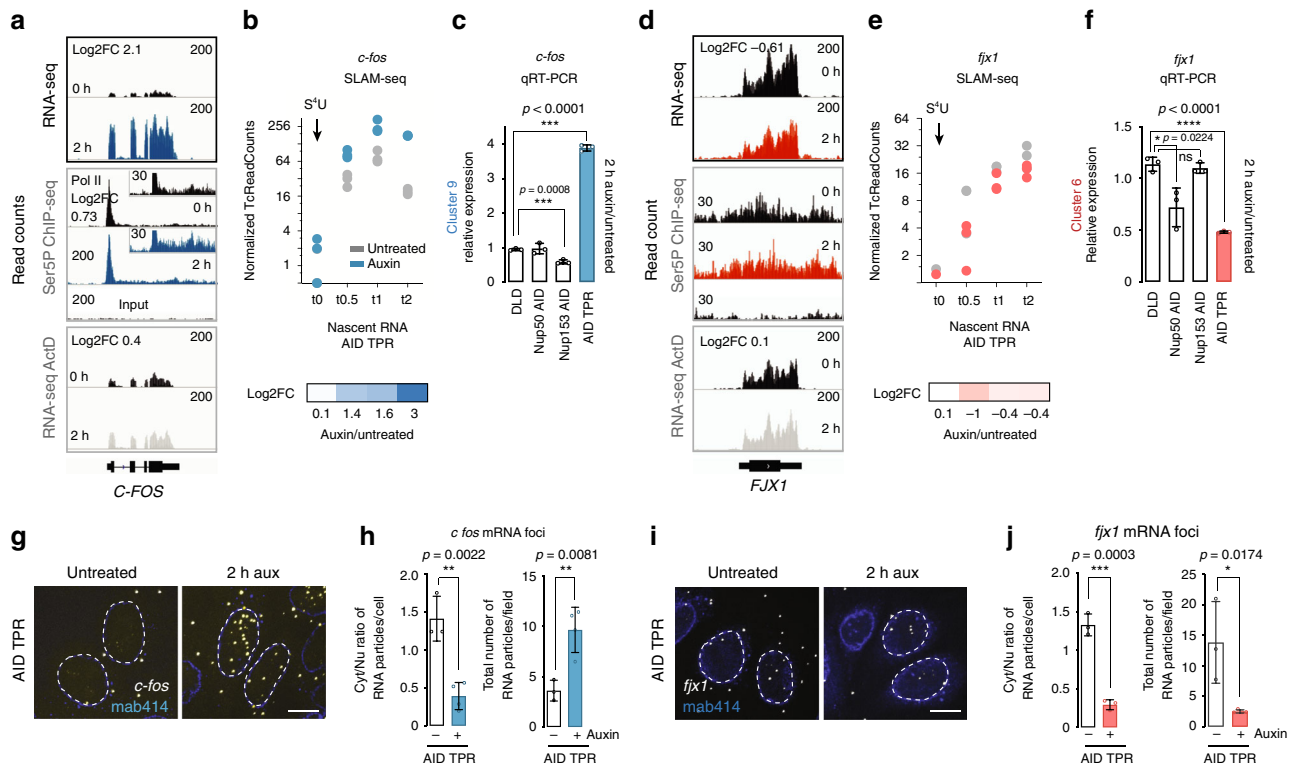 a
RNA-seq
Log2FC 2.1
200
0 h
200
2 h
Read counts
Ser5P ChIP-seq
Pol II
30
Log2FC
0.73
0 h
30
200
2 h
200
Input
RNA-seq ActD
Log2FC 0.4
200
0 h
200
2 h
C-FOS
b
c-fos
SLAM-seq
S4U
Normalized TcReadCounts
256
64
16
4
1
Untreated
Auxin
t0 t0.5 t1 t2
Nascent RNA
AID TPR
Log2FC
0.1 1.4 1.6 3
Auxin/untreated
c
c-fos
qRT-PCR
p < 0.0001
***
p = 0.0008
***
Cluster 9
relative expression
4
3
2
1
0
DLD
Nup50 AID
Nup153 AID
AID TPR
2 h auxin/untreated
d
RNA-seq
Log2FC −0.61
200
0 h
200
2 h
Read count
Ser5P ChIP-seq
0 h
30
2 h
30
30
RNA-seq ActD
Log2FC 0.1
200
0 h
200
2 h
FJX1
e
fjx1
SLAM-seq
S4U
Normalized TcReadCounts
64
32
16
8
4
2
t0 t0.5 t1 t2
Nascent RNA
AID TPR
Log2FC
0.1 −1 −0.4 −0.4
Auxin/untreated
f
fjx1
qRT-PCR
p < 0.0001
****
* p = 0.0224
ns
Cluster 6
Relative expression
1.5
1.0
0.5
0
DLD
Nup50 AID
Nup153 AID
AID TPR
2 h auxin/untreated
g
Untreated
2 h aux
AID TPR
c-fos
mab414
h
c fos mRNA foci
p = 0.0022
**
Cyt/Nu ratio of
RNA particles/cell
2.0
1.5
1.0
0.5
0
− +
AID TPR
p = 0.0081
**
Total number of
RNA particles/field
15
10
5
0
− + Auxin
AID TPR
i
Untreated
2 h aux
AID TPR
fjx1
mab414
j
fjx1 mRNA foci
p = 0.0003
***
Cyt/Nu ratio of
RNA particles/cell
2.0
1.5
1.0
0.5
0
− +
AID TPR
p = 0.0174
*
Total number of
RNA particles/field
25
20
15
10
5
0
− + Auxin
AID TPR